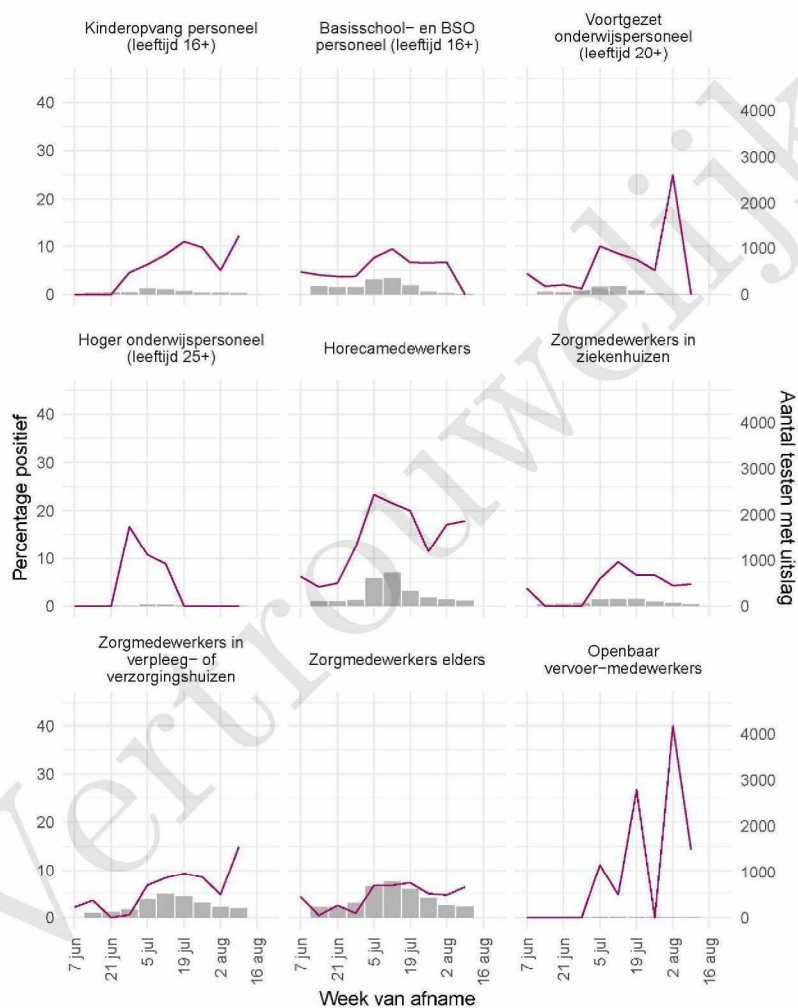 Kinderopvang personeel
(leeftijd 16+)
Basisschool- en BSO
personeel (leeftijd 16+)
Voortgezet
onderwijspersoneel
(leeftijd 20+)
40
30
20
10
0
4000
3000
2000
1000
0
Hoger onderwijspersoneel
(leeftijd 25+)
Horecamedewerkers
Zorgmedewerkers in
ziekenhuizen
40
30
20
10
0
4000
3000
2000
1000
0
Percentage positief
Aantal testen met uitslag
Zorgmedewerkers in
verpleeg- of
verzorgingshuizen
Zorgmedewerkers elders
Openbaar
vervoer-medewerkers
40
30
20
10
0
4000
3000
2000
1000
0
7 jun
21 jun
5 jul
19 jul
2 aug
16 aug
7 jun
21 jun
5 jul
19 jul
2 aug
16 aug
7 jun
21 jun
5 jul
19 jul
2 aug
16 aug
Week van afname
Vertrouwelijk